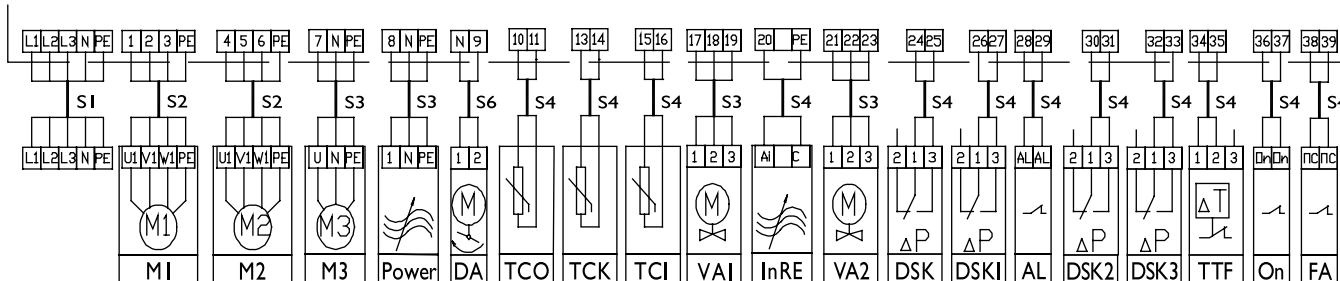 L1 L2 L3 N PE 1 2 3 PE 4 5 6 PE 7 N PE 8 N PE N 9 10 11 13 14 15 16 17 18 19 20 PE 21 22 23 24 25 26 27 28 29 30 31 32 33 34 35 36 37 38 39
S1 S2 S2 S3 S3 S6 S4 S4 S4 S3 S4 S3 S4 S4 S4 S4 S4 S4 S4 S4
L1 L2 L3 N PE U1 V1 W1 PE U1 V1 W1 PE U N PE 1 N PE 1 2 1 2 3 AI C 1 2 3 2 1 3 2 1 3 AL AL 2 1 3 2 1 3 1 2 3 On On ПС ПС
M1 M2 M3 M M M ΔP ΔP ΔP ΔP ΔT
M1 M2 M3 Power DA TCO TCK TCI VA1 InRE VA2 DSK DSK1 AL DSK2 DSK3 TTF On FA